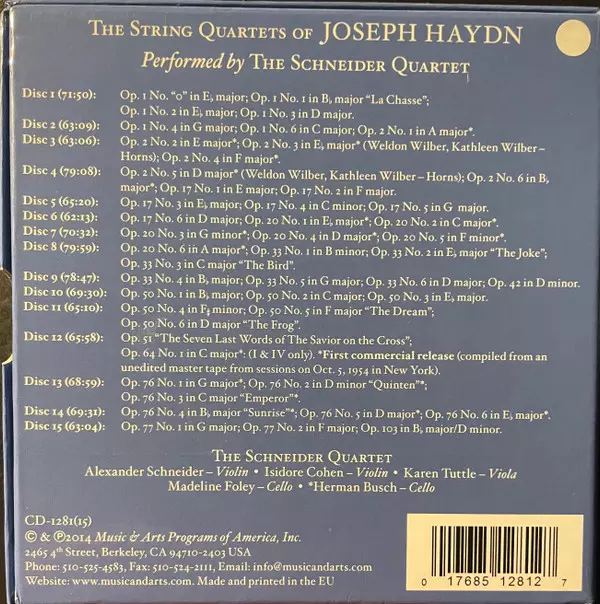 THE STRING QUARTETS OF JOSEPH HAYDN
Performed by THE SCHNEIDER QUARTET
Disc 1 (71:50): Op. 1 No. "0" in E♭ major; Op. 1 No. 1 in B♭ major "La Chasse";
Op. 1 No. 2 in E♭ major; Op. 1 No. 3 in D major.
Disc 2 (63:09): Op. 1 No. 4 in G major; Op. 1 No. 6 in C major; Op. 2 No. 1 in A major*.
Disc 3 (63:06): Op. 2 No. 2 in E major*; Op. 2 No. 3 in E♭ major* (Weldon Wilber, Kathleen Wilber –
Horns); Op. 2 No. 4 in F major*.
Disc 4 (79:08): Op. 2 No. 5 in D major* (Weldon Wilber, Kathleen Wilber – Horns); Op. 2 No. 6 in B♭
major*; Op. 17 No. 1 in E major; Op. 17 No. 2 in F major.
Disc 5 (65:20): Op. 17 No. 3 in E♭ major; Op. 17 No. 4 in C minor; Op. 17 No. 5 in G major.
Disc 6 (62:13): Op. 17 No. 6 in D major; Op. 20 No. 1 in E♭ major*; Op. 20 No. 2 in C major*.
Disc 7 (70:32): Op. 20 No. 3 in G minor*; Op. 20 No. 4 in D major*; Op. 20 No. 5 in F minor*.
Disc 8 (79:59): Op. 20 No. 6 in A major*; Op. 33 No. 1 in B minor; Op. 33 No. 2 in E♭ major "The Joke";
Op. 33 No. 3 in C major "The Bird".
Disc 9 (78:47): Op. 33 No. 4 in B♭ major; Op. 33 No. 5 in G major; Op. 33 No. 6 in D major; Op. 42 in D minor.
Disc 10 (69:30): Op. 50 No. 1 in B♭ major; Op. 50 No. 2 in C major; Op. 50 No. 3 in E♭ major.
Disc 11 (65:10): Op. 50 No. 4 in F♯ minor; Op. 50 No. 5 in F major "The Dream";
Op. 50 No. 6 in D major "The Frog".
Disc 12 (65:58): Op. 51 "The Seven Last Words of The Savior on the Cross";
Op. 64 No. 1 in C major*: (I & IV only). *First commercial release (compiled from
an unedited master tape from sessions on Oct. 5, 1954 in New York).
Disc 13 (68:59): Op. 76 No. 1 in G major*; Op. 76 No. 2 in D minor "Quinten"*;
Op. 76 No. 3 in C major "Emperor"*.
Disc 14 (69:31): Op. 76 No. 4 in B♭ major "Sunrise"*; Op. 76 No. 5 in D major*; Op. 76 No. 6 in E♭ major*.
Disc 15 (63:04): Op. 77 No. 1 in G major; Op. 77 No. 2 in F major; Op. 103 in B♭ major/D minor.
THE SCHNEIDER QUARTET
Alexander Schneider – Violin • Isidore Cohen – Violin • Karen Tuttle – Viola
Madeline Foley – Cello • *Herman Busch – Cello
CD-1281(15)
© & ℗2014 Music & Arts Programs of America, Inc.
2465 4th Street, Berkeley, CA 94710-2403 USA
Phone: 510-525-4583, Fax: 510-524-2111, Email: info@musicandarts.com
Website: www.musicandarts.com. Made and printed in the EU
0 17685 12812 7